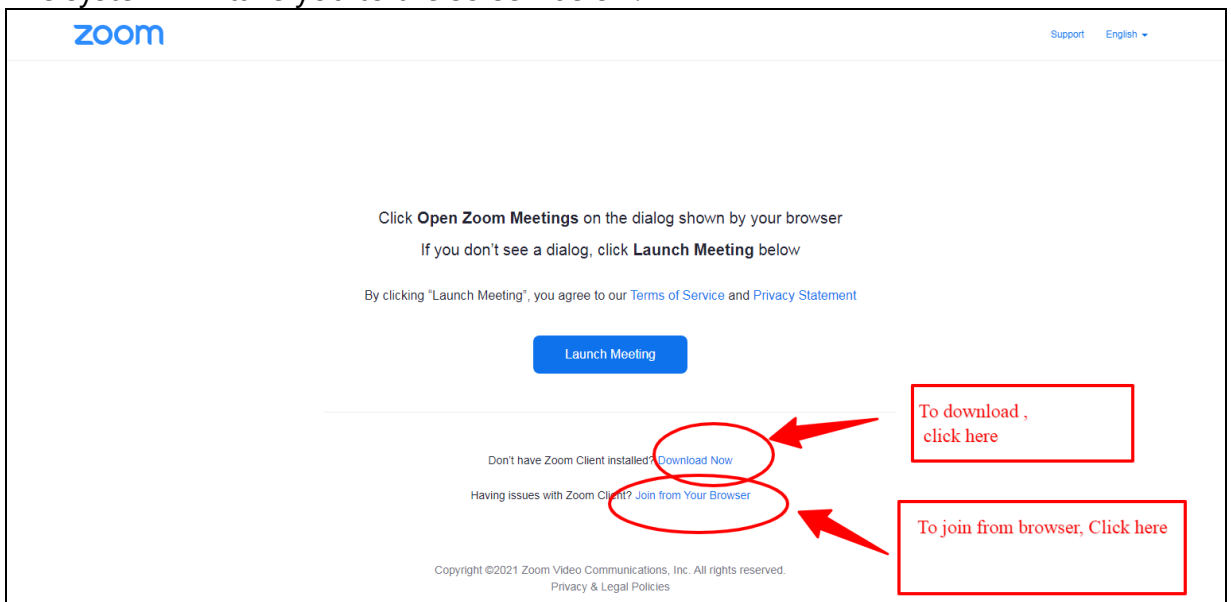 zoom
Support English
Click Open Zoom Meetings on the dialog shown by your browser
If you don't see a dialog, click Launch Meeting below
By clicking "Launch Meeting", you agree to our Terms of Service and Privacy Statement
Launch Meeting
To download ,
click here
Don't have Zoom Client installed? Download Now
Having issues with Zoom Client? Join from Your Browser
To join from browser, Click here
Copyright ©2021 Zoom Video Communications, Inc. All rights reserved.
Privacy & Legal Policies